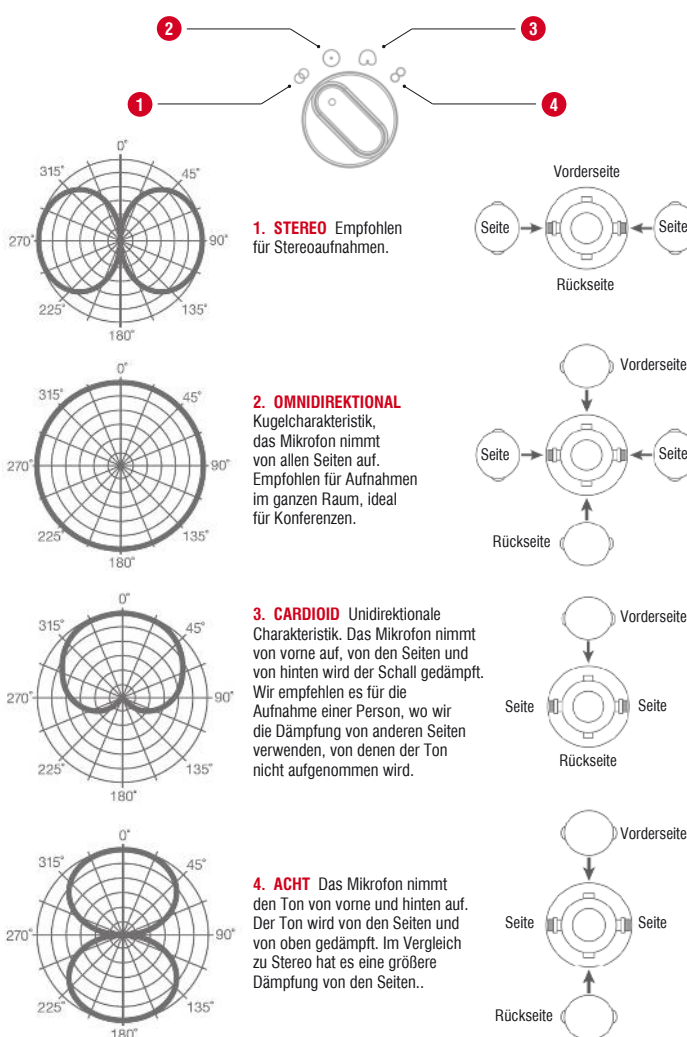 2
3
1
4
0°
315°
45°
270°
90°
225°
135°
180°
1. STEREO Empfohlen
für Stereoaufnahmen.
Vorderseite
Seite
Seite
Rückseite
0°
315°
45°
270°
90°
225°
135°
180°
2. OMNIDIREKTIONAL
Kugelcharakteristik,
das Mikrofon nimmt
von allen Seiten auf.
Empfohlen für Aufnahmen
im ganzen Raum, ideal
für Konferenzen.
Vorderseite
Seite
Seite
Rückseite
0°
315°
45°
270°
90°
225°
135°
180°
3. CARDIOID Unidirektionale
Charakteristik. Das Mikrofon nimmt
von vorne auf, von den Seiten und
von hinten wird der Schall gedämpft.
Wir empfehlen es für die
Aufnahme einer Person, wo wir
die Dämpfung von anderen Seiten
verwenden, von denen der Ton
nicht aufgenommen wird.
Vorderseite
Seite
Seite
Rückseite
0°
315°
45°
270°
90°
225°
135°
180°
4. ACHT Das Mikrofon nimmt
den Ton von vorne und hinten auf.
Der Ton wird von den Seiten und
von oben gedämpft. Im Vergleich
zu Stereo hat es eine größere
Dämpfung von den Seiten..
Vorderseite
Seite
Seite
Rückseite